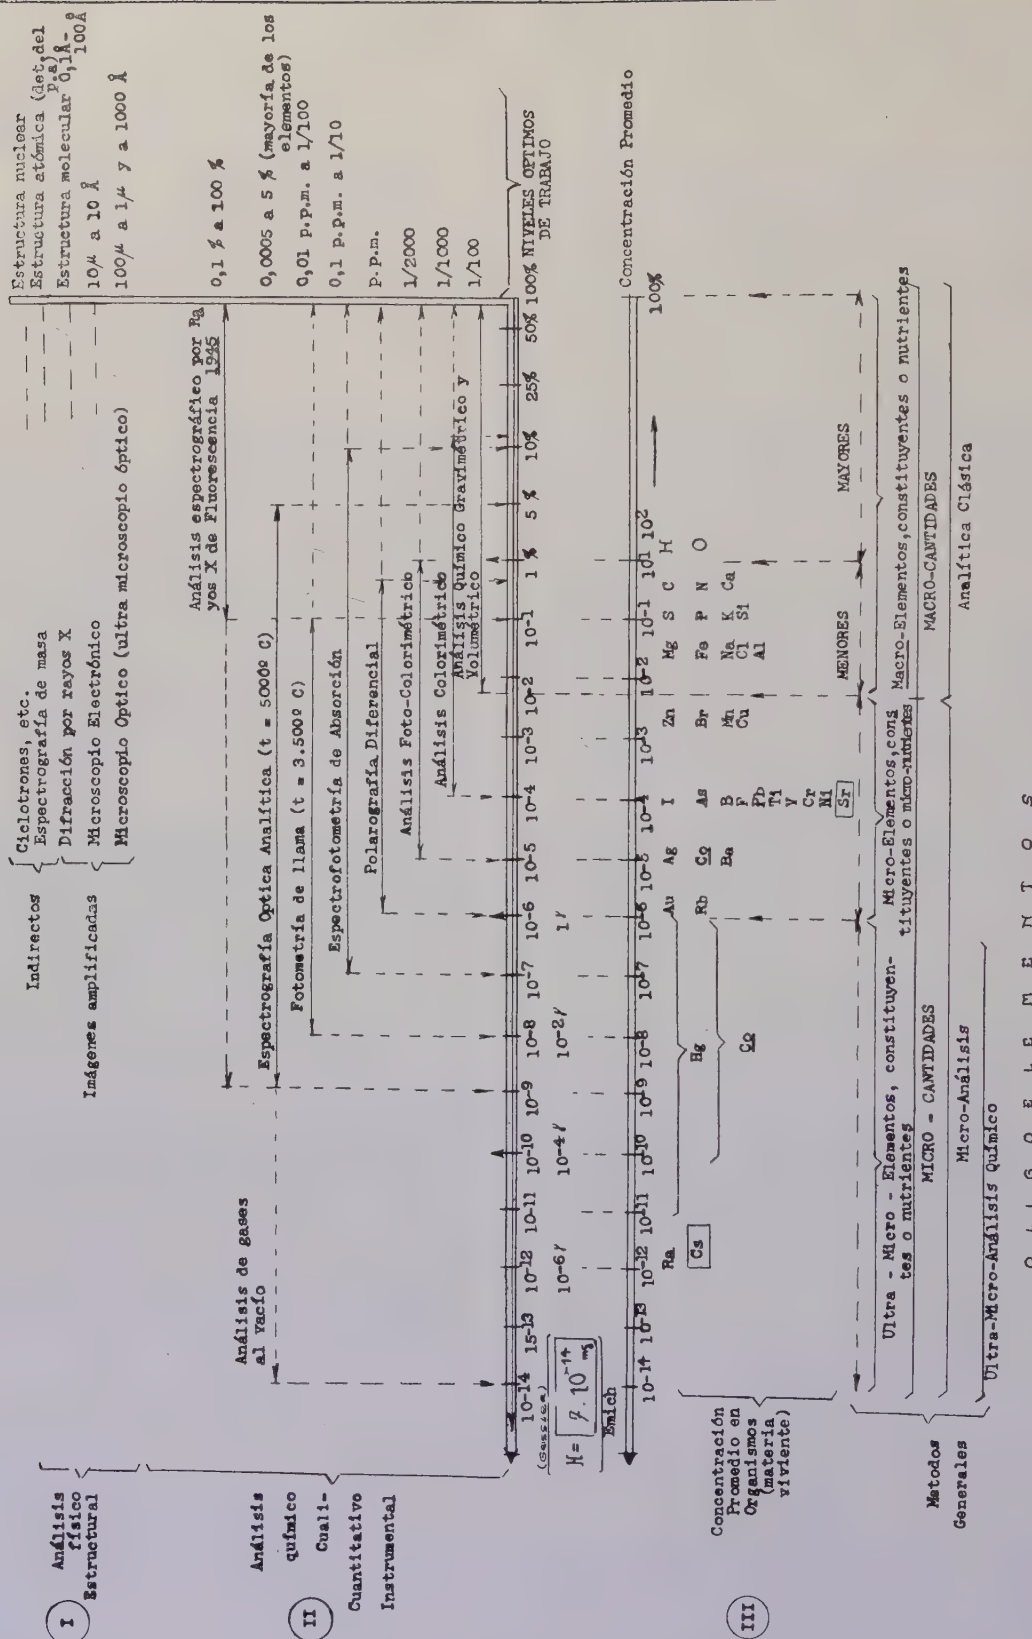 I
Análisis
físico
Estructural
Indirectos
Ciclotrones, etc.
Espectrografía de masa
Difracción por rayos X
Imágenes amplificadas
Microscopio Electrónico
Microscopio Optico (ultra microscopio óptico)
Estructura nuclear
Estructura atómica (det,del
p.a)
Estructura molecular 0,1Å-
100Å
10μ a 10 Å
100μ a 1μ y a 1000 Å
II
Análisis
químico
Cuali-
Cuantitativo
Instrumental
Análisis de gases
al vacío
Análisis espectrográfico por Ra
yos X de Fluorescencia 1946
0,1 % a 100 %
Espectrografía Optica Analítica (t = 5000º C)
0,0005 a 5 % (mayoría de los
elementos)
Fotometría de llama (t = 3.500º C)
0,01 p.p.m. a 1/100
Espectrofotometría de Absorción
0,1 p.p.m. a 1/10
Polarografía Diferencial
p.p.m.
Análisis Foto-Colorimétrico
1/2000
Análisis Colorimétrico
1/1000
Análisis Químico Gravimétrico y
Volumétrico
1/100
10-14 15-13 10-12 10-11 10-10 10-9 10-8 10-7 10-6 10-5 10-4 10-3 10-2 10-1 1 % 5 % 10% 25% 50% 100% NIVELES OPTIMOS
DE TRABAJO
10-6γ 10-4γ 10-2γ 1γ
H= 7.10-14 mg
Emich
Concentración Promedio
10-14 10-13 10-12 10-11 10-10 10-9 10-8 10-7 10-6 10-5 10-4 10-3 10-2 10-1 101 102 100%
III
Concentración
Promedio en
Organismos
(materia
viviente)
Ra Au Ag I Zn Mg S C H
Cs Hg Rb Co As Br Fe P N O
Co Ba B Mn Na K Ca
F Cu Cl Si
Pb Al
Ti
V
Cr
Ni
Sr
MENORES MAYORES
Metodos
Generales
Ultra - Micro - Elementos, constituyen-
tes o nutrientes
Micro-Elementos,cons
tituyentes o micro-nutrientes
Macro-Elementos,constituyentes o nutrientes
MICRO - CANTIDADES MACRO-CANTIDADES
Micro-Análisis Analítica Clásica
Ultra-Micro-Análisis Químico
O L I G O E L E M E N T O S